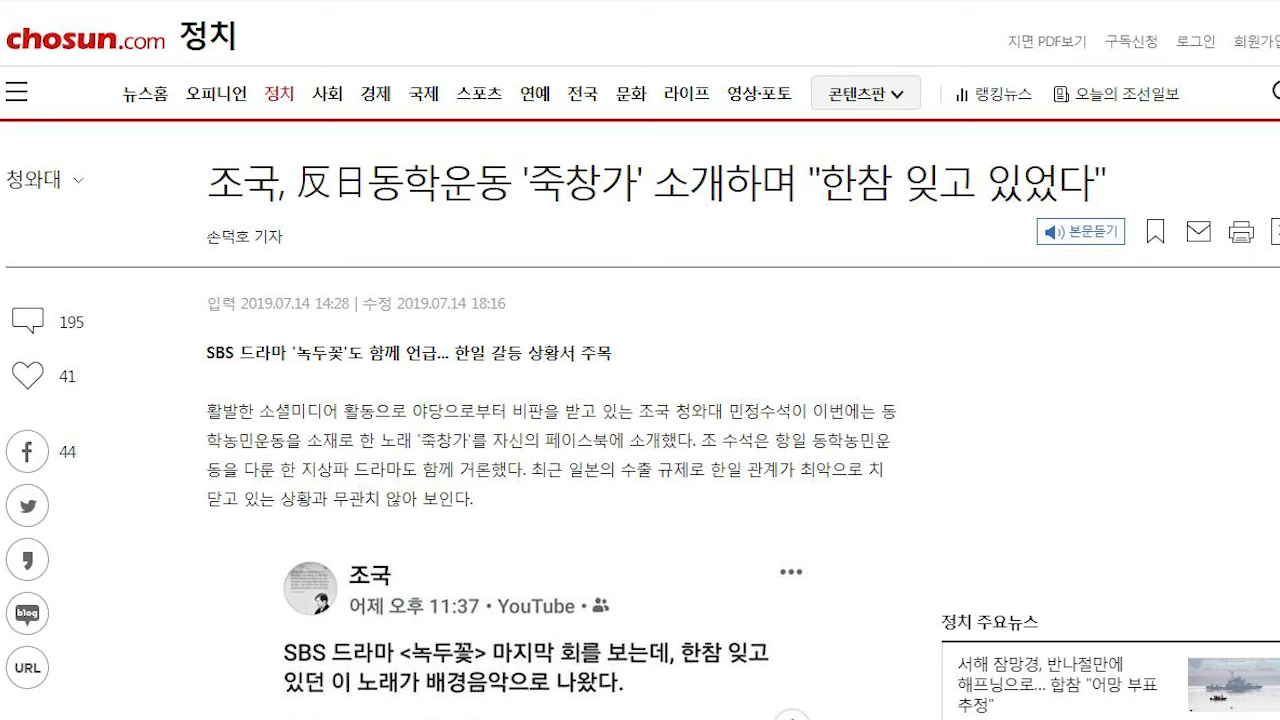 chosun.com 정치
지면 PDF보기 구독신청 로그인 회원가입
뉴스홈 오피니언 정치 사회 경제 국제 스포츠 연예 전국 문화 라이프 영상·포토 콘텐츠판 랭킹뉴스 오늘의 조선일보
청와대
조국, 反日동학운동 '죽창가' 소개하며 "한참 잊고 있었다"
손덕호 기자
본문듣기
입력 2019.07.14 14:28 | 수정 2019.07.14 18:16
195
SBS 드라마 '녹두꽃'도 함께 언급... 한일 갈등 상황서 주목
41
활발한 소셜미디어 활동으로 야당으로부터 비판을 받고 있는 조국 청와대 민정수석이 이번에는 동
학농민운동을 소재로 한 노래 '죽창가'를 자신의 페이스북에 소개했다. 조 수석은 항일 동학농민운
동을 다룬 한 지상파 드라마도 함께 거론했다. 최근 일본의 수출 규제로 한일 관계가 최악으로 치
닫고 있는 상황과 무관치 않아 보인다.
44
blog
URL
조국
어제 오후 11:37 • YouTube •
SBS 드라마 <녹두꽃> 마지막 회를 보는데, 한참 잊고
있던 이 노래가 배경음악으로 나왔다.
정치 주요뉴스
서해 잠망경, 반나절만에
해프닝으로... 합참 "어망 부표
추정"